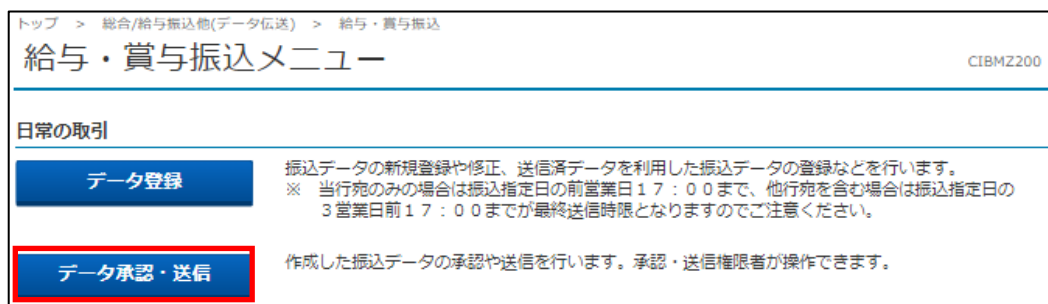 トップ > 総合/給与振込他(データ伝送) > 給与・賞与振込
給与・賞与振込メニュー
CIBMZ200
日常の取引
データ登録
振込データの新規登録や修正、送信済データを利用した振込データの登録などを行います。
※ 当行宛のみの場合は振込指定日の前営業日17:00まで、他行宛を含む場合は振込指定日の
3営業日前17:00までが最終送信時限となりますのでご注意ください。
データ承認・送信
作成した振込データの承認や送信を行います。承認・送信権限者が操作できます。